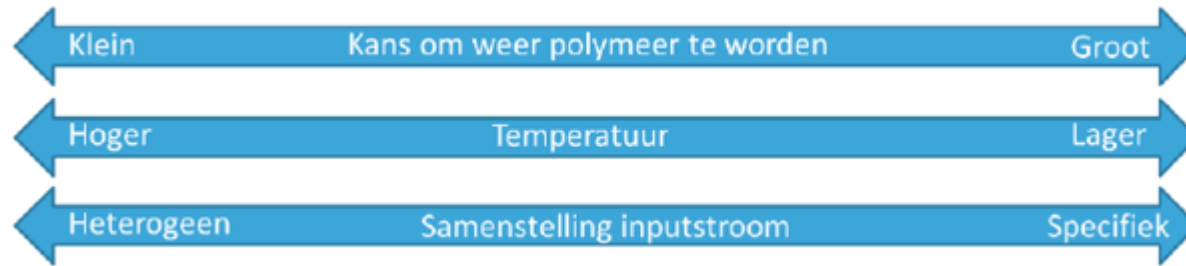 Klein Kans om weer polymeer te worden Groot
Hoger Temperatuur Lager
Heterogeen Samenstelling inputstroom Specifiek